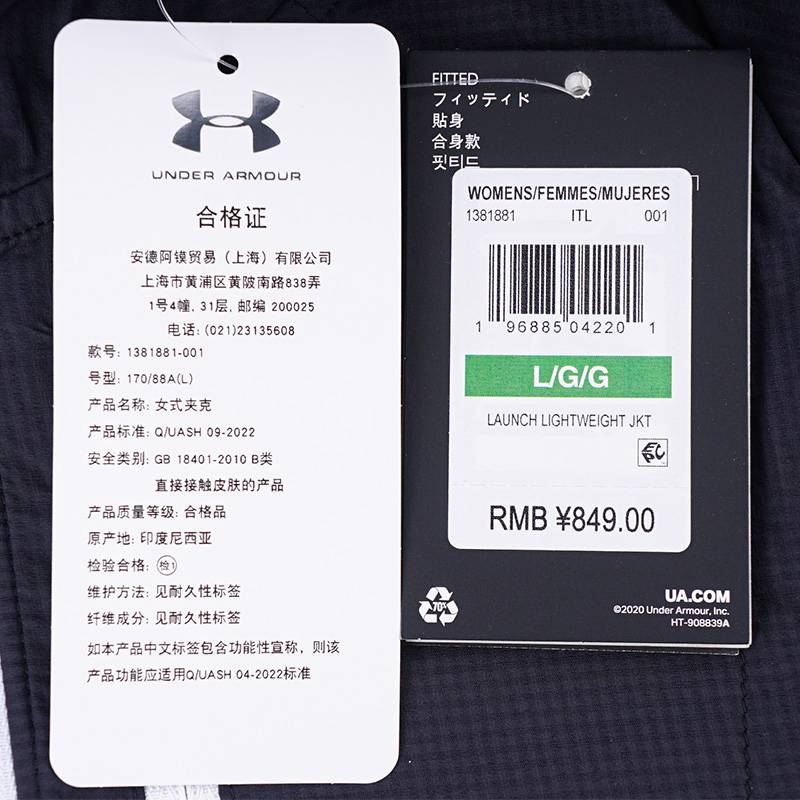 UNDER ARMOUR
合格证
安德阿镆贸易（上海）有限公司
上海市黄浦区黄陂南路838弄
1号4幢, 31层, 邮编 200025
电话: (021)23135608
款号: 1381881-001
号型: 170/88A(L)
产品名称: 女式夹克
产品标准: Q/UASH 09-2022
安全类别: GB 18401-2010 B类
直接接触皮肤的产品
产品质量等级: 合格品
原产地: 印度尼西亚
检验合格: 检1
维护方法: 见耐久性标签
纤维成分: 见耐久性标签
如本产品中文标签包含功能性宣称，则该
产品功能应适用Q/UASH 04-2022标准
FITTED
フィッティド
貼身
合身款
핏티드
WOMENS/FEMMES/MUJERES
1381881 ITL 001
1 96885 04220 1
L/G/G
LAUNCH LIGHTWEIGHT JKT
EPC
RMB ¥849.00
70%
UA.COM
©2020 Under Armour, Inc.
HT-908839A